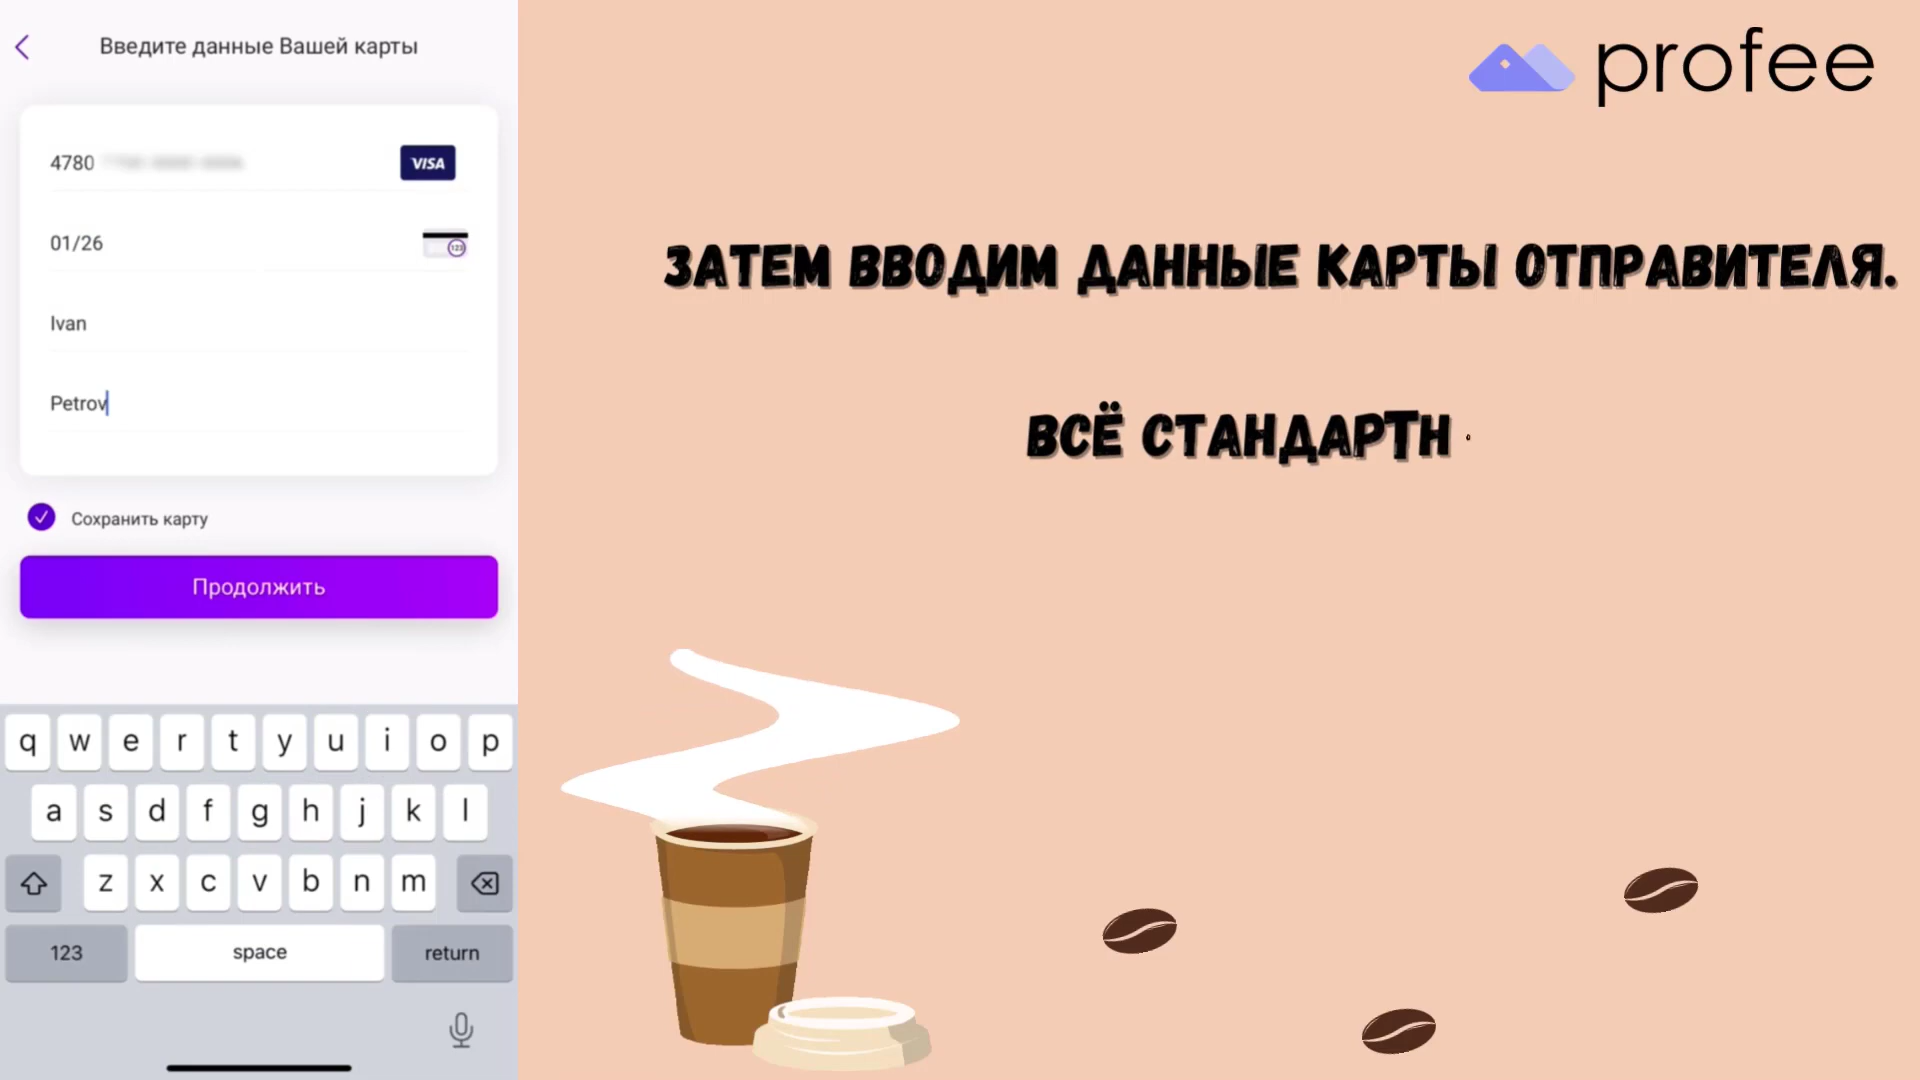 Введите данные Вашей карты
4780
VISA
01/26
123
Ivan
Petrov
Сохранить карту
Продолжить
q w e r t y u i o p
a s d f g h j k l
z x c v b n m
123 space return
profee
ЗАТЕМ ВВОДИМ ДАННЫЕ КАРТЫ ОТПРАВИТЕЛЯ.
ВСЁ СТАНДАРТН